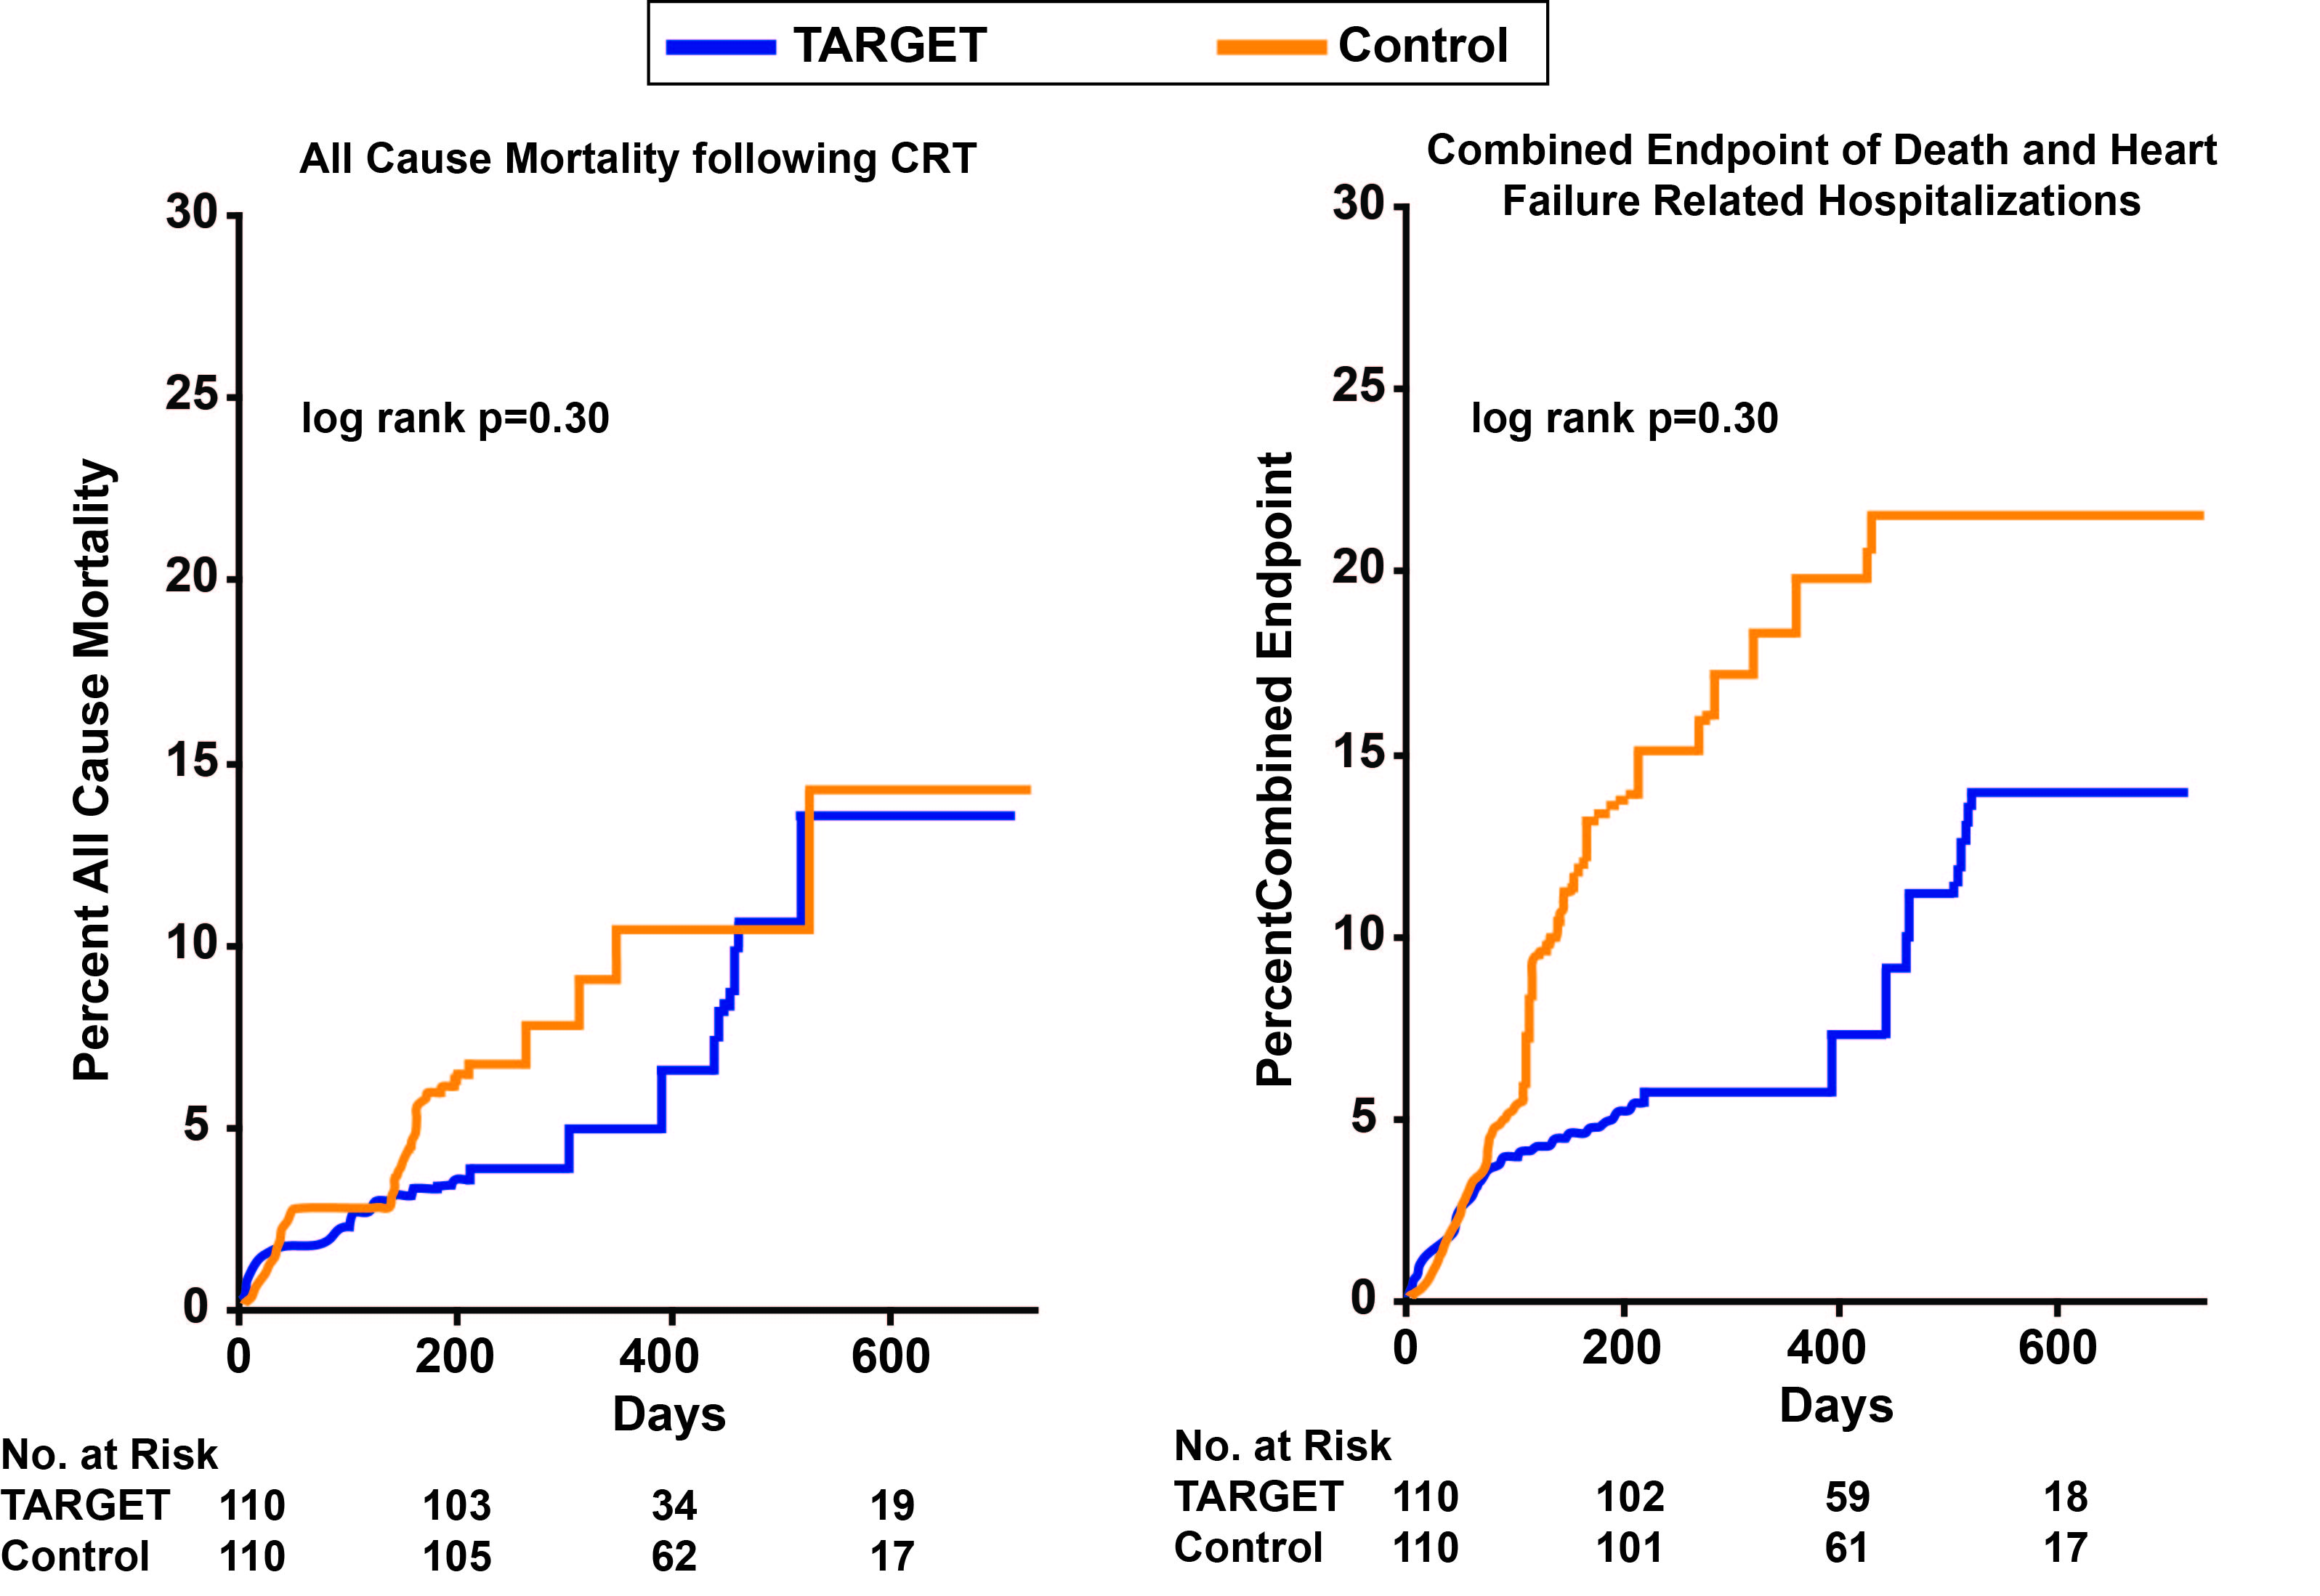 TARGET Control
All Cause Mortality following CRT
30
25
20
15
10
5
0
log rank p=0.30
Percent All Cause Mortality
0 200 400 600
Days
No. at Risk
TARGET 110 103 34 19
Control 110 105 62 17
Combined Endpoint of Death and Heart
Failure Related Hospitalizations
30
25
20
15
10
5
0
log rank p=0.30
PercentCombined Endpoint
0 200 400 600
Days
No. at Risk
TARGET 110 102 59 18
Control 110 101 61 17